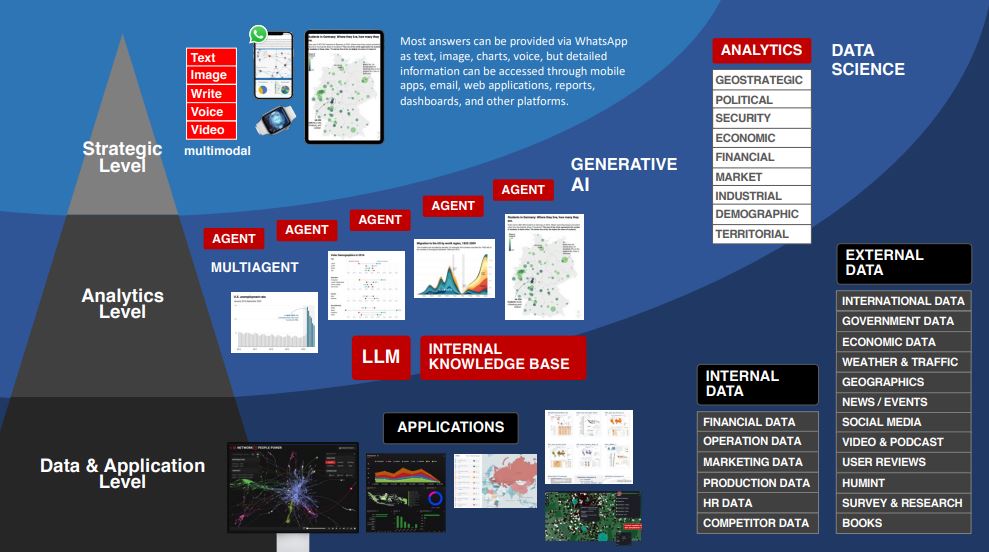 Text
Image
Write
Voice
Video
multimodal
Most answers can be provided via WhatsApp
as text, image, charts, voice, but detailed
information can be accessed through mobile
apps, email, web applications, reports,
dashboards, and other platforms.
ANALYTICS
GEOSTRATEGIC
POLITICAL
SECURITY
ECONOMIC
FINANCIAL
MARKET
INDUSTRIAL
DEMOGRAPHIC
TERRITORIAL
DATA
SCIENCE
Strategic
Level
GENERATIVE
AI
AGENT
AGENT
AGENT
AGENT
AGENT
MULTIAGENT
Analytics
Level
LLM
INTERNAL
KNOWLEDGE BASE
EXTERNAL
DATA
INTERNATIONAL DATA
GOVERNMENT DATA
ECONOMIC DATA
WEATHER & TRAFFIC
GEOGRAPHICS
NEWS / EVENTS
SOCIAL MEDIA
VIDEO & PODCAST
USER REVIEWS
HUMINT
SURVEY & RESEARCH
BOOKS
INTERNAL
DATA
FINANCIAL DATA
OPERATION DATA
MARKETING DATA
PRODUCTION DATA
HR DATA
COMPETITOR DATA
APPLICATIONS
Data & Application
Level